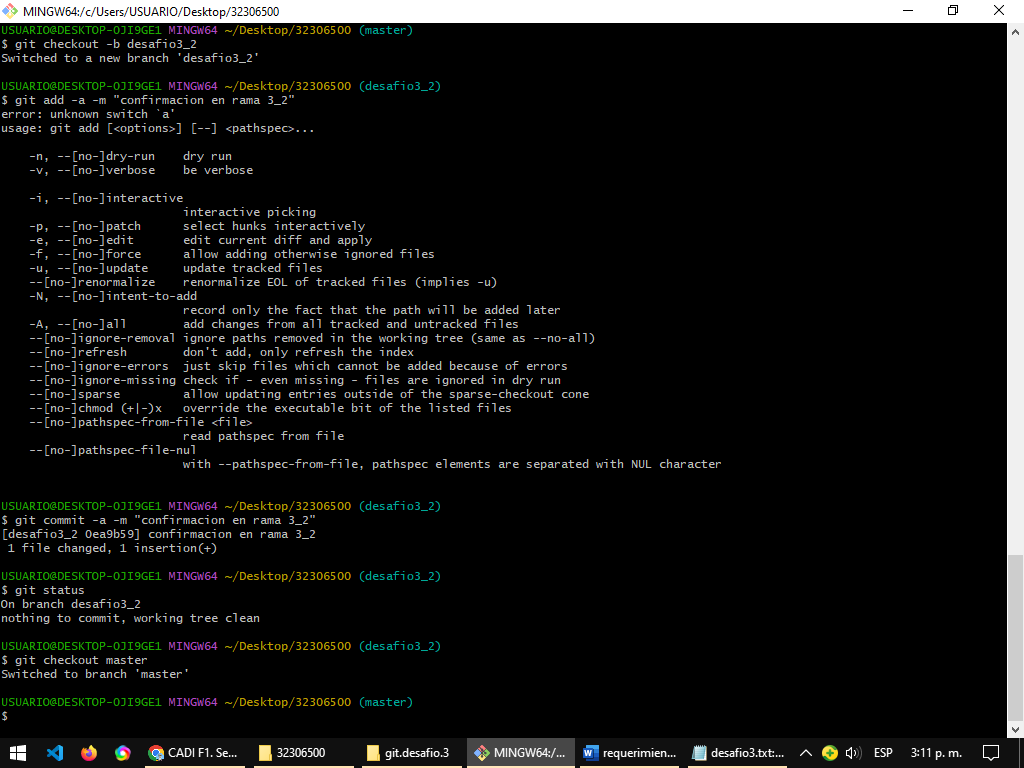 MINGW64:/c/Users/USUARIO/Desktop/32306500
USUARIO@DESKTOP-OJI9GE1 MINGW64 ~/Desktop/32306500 (master)
$ git checkout -b desafio3_2
Switched to a new branch 'desafio3_2'
USUARIO@DESKTOP-OJI9GE1 MINGW64 ~/Desktop/32306500 (desafio3_2)
$ git add -a -m "confirmacion en rama 3_2"
error: unknown switch `a'
usage: git add [<options>] [--] <pathspec>...
-n, --[no-]dry-run    dry run
-v, --[no-]verbose    be verbose
-i, --[no-]interactive
interactive picking
-p, --[no-]patch      select hunks interactively
-e, --[no-]edit       edit current diff and apply
-f, --[no-]force      allow adding otherwise ignored files
-u, --[no-]update     update tracked files
--[no-]renormalize    renormalize EOL of tracked files (implies -u)
-N, --[no-]intent-to-add
record only the fact that the path will be added later
-A, --[no-]all        add changes from all tracked and untracked files
--[no-]ignore-removal ignore paths removed in the working tree (same as --no-all)
--[no-]refresh        don't add, only refresh the index
--[no-]ignore-errors  just skip files which cannot be added because of errors
--[no-]ignore-missing check if - even missing - files are ignored in dry run
--[no-]sparse         allow updating entries outside of the sparse-checkout cone
--[no-]chmod (+|-)x   override the executable bit of the listed files
--[no-]pathspec-from-file <file>
read pathspec from file
--[no-]pathspec-file-nul
with --pathspec-from-file, pathspec elements are separated with NUL character
USUARIO@DESKTOP-OJI9GE1 MINGW64 ~/Desktop/32306500 (desafio3_2)
$ git commit -a -m "confirmacion en rama 3_2"
[desafio3_2 0ea9b59] confirmacion en rama 3_2
1 file changed, 1 insertion(+)
USUARIO@DESKTOP-OJI9GE1 MINGW64 ~/Desktop/32306500 (desafio3_2)
$ git status
On branch desafio3_2
nothing to commit, working tree clean
USUARIO@DESKTOP-OJI9GE1 MINGW64 ~/Desktop/32306500 (desafio3_2)
$ git checkout master
Switched to branch 'master'
USUARIO@DESKTOP-OJI9GE1 MINGW64 ~/Desktop/32306500 (master)
$
CADI F1. Se... 32306500 git.desafio.3 MINGW64:/... requerimien... desafio3.txt:... ESP 3:11 p. m.